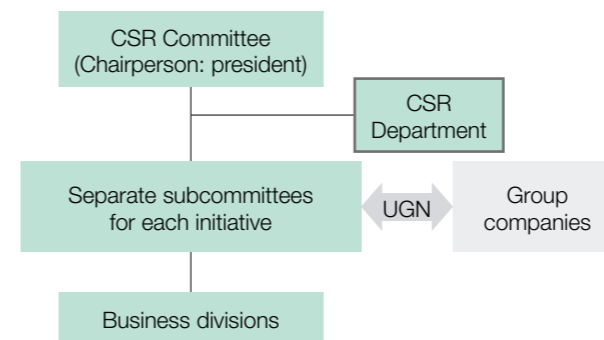 CSR Committee
(Chairperson: president)
CSR
Department
Separate subcommittees
for each initiative
UGN
Group
companies
Business divisions